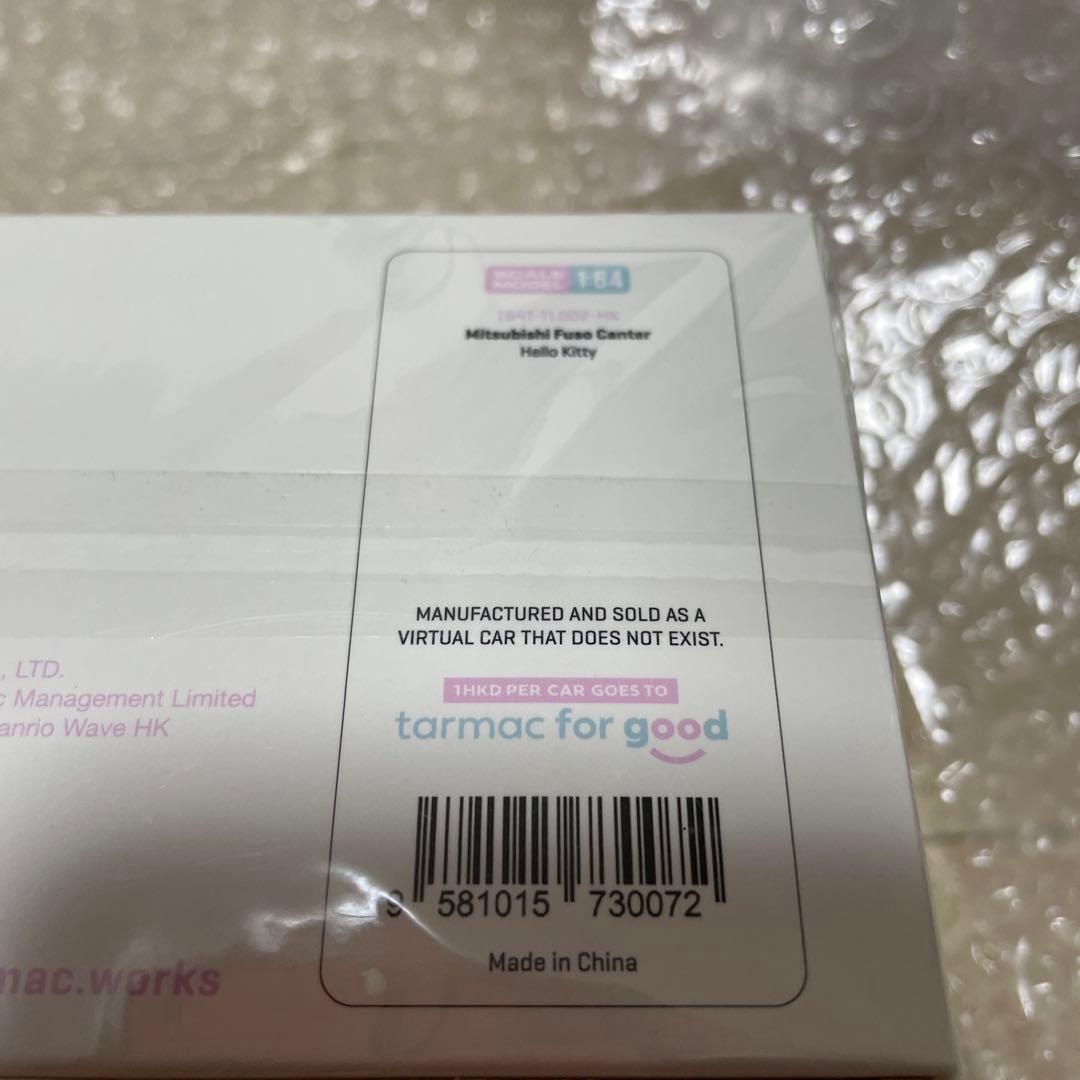 SCALE MODEL 1:64
T64T-TL002-HK
Mitsubishi Fuso Canter
Hello Kitty
MANUFACTURED AND SOLD AS A
VIRTUAL CAR THAT DOES NOT EXIST.
1HKD PER CAR GOES TO
tarmac for good
, LTD.
c Management Limited
anrio Wave HK
mac.works
9 581015 730072
Made in China